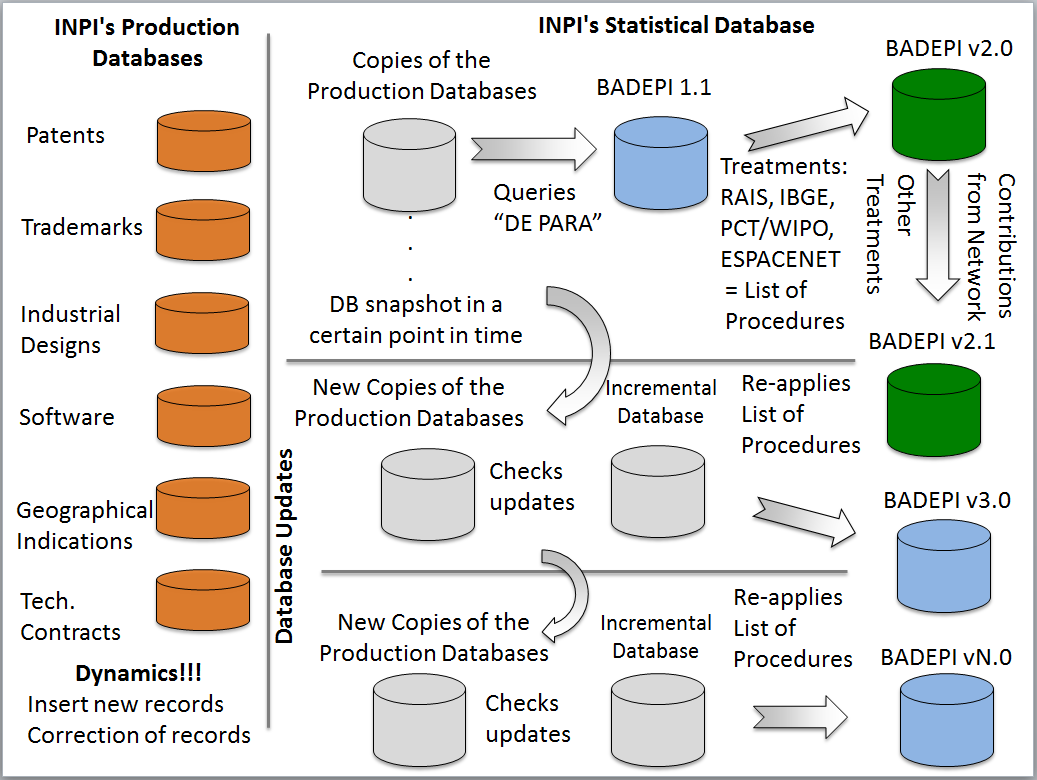 INPI's Production
Databases
Patents
Trademarks
Industrial
Designs
Software
Geographical
Indications
Tech.
Contracts
Dynamics!!!
Insert new records
Correction of records
INPI's Statistical Database
Copies of the
Production Databases
BADEPI 1.1
BADEPI v2.0
Queries
“DE PARA”
Treatments:
RAIS, IBGE,
PCT/WIPO,
ESPACENET
= List of
Procedures
Other
Treatments
Contributions
from Network
.
.
.
DB snapshot in a
certain point in time
BADEPI v2.1
Database Updates
New Copies of the
Production Databases
Checks
updates
Incremental
Database
Re-applies
List of
Procedures
BADEPI v3.0
New Copies of the
Production Databases
Checks
updates
Incremental
Database
Re-applies
List of
Procedures
BADEPI vN.0